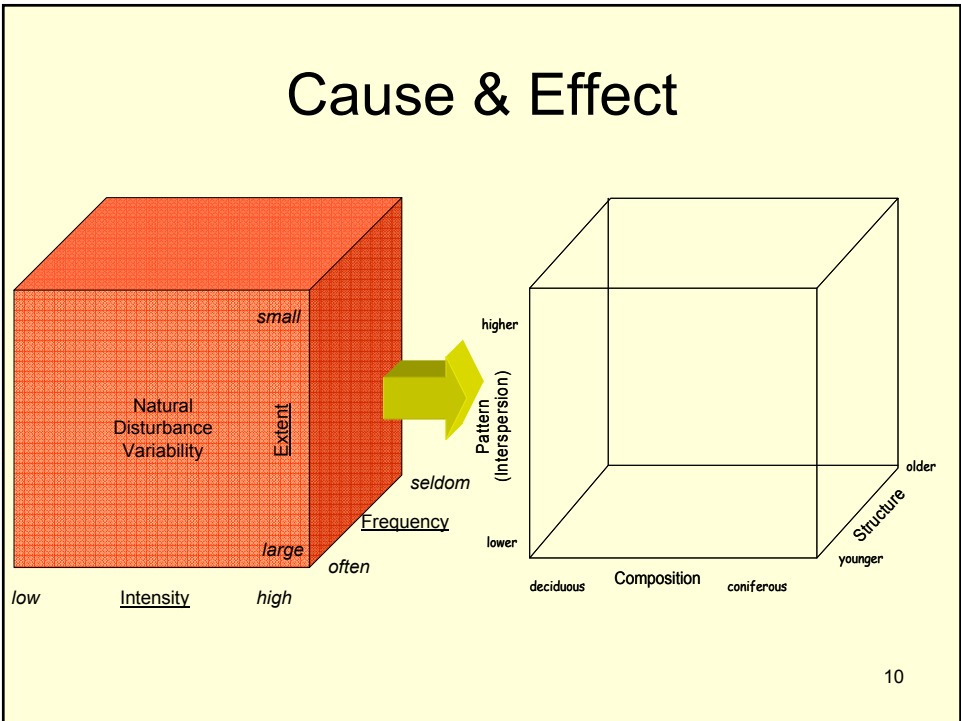 Cause & Effect
small
Natural
Disturbance
Variability
Extent
seldom
Frequency
large
often
low
Intensity
high
higher
Pattern
(Interspersion)
lower
older
Structure
younger
deciduous
Composition
coniferous
10